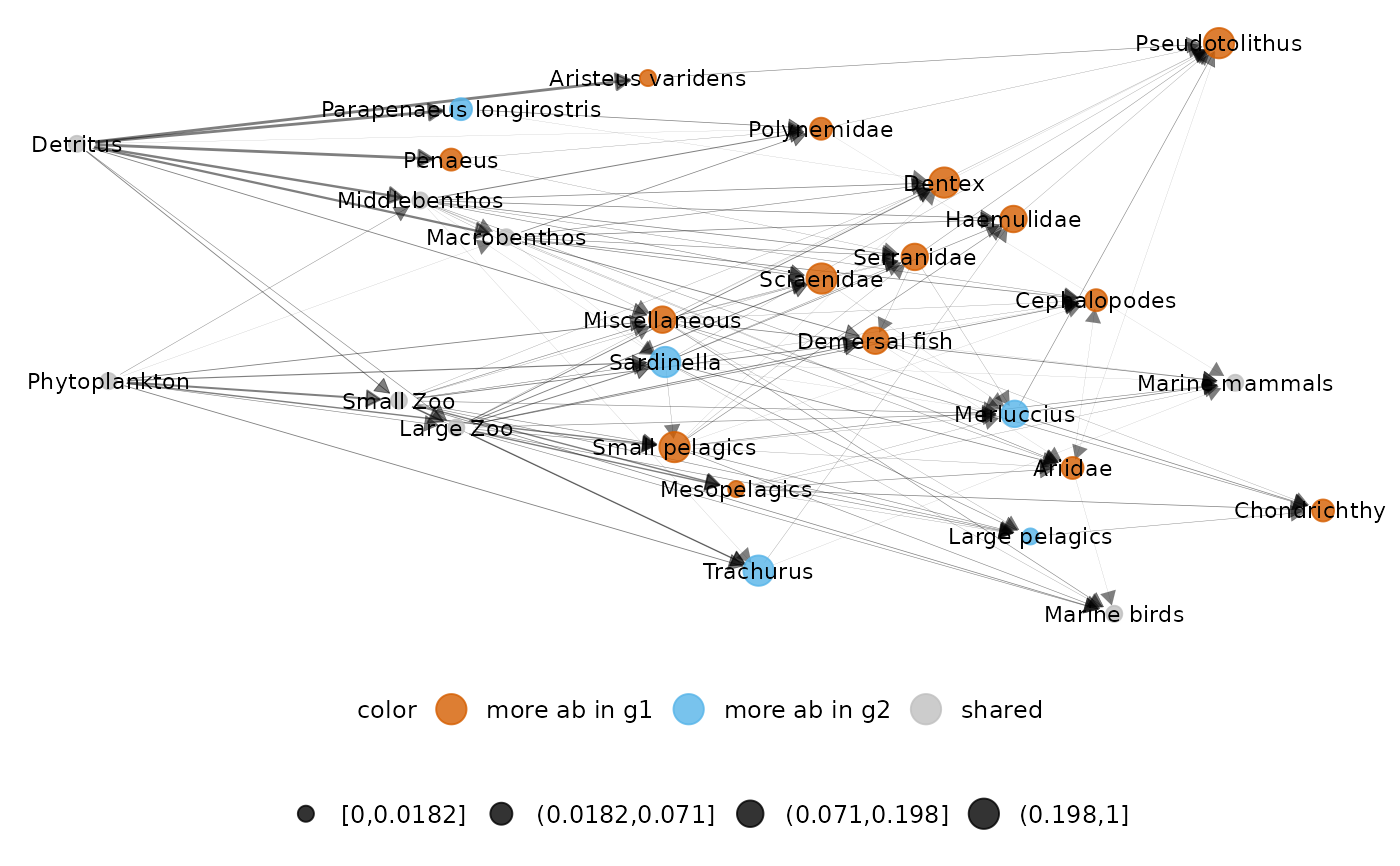 Pseudotolithus
Aristeus varidens
Parapenaeus longirostris
Polynemidae
Detritus
Penaeus
Dentex
Middlebenthos
Haemulidae
Macrobenthos
Serranidae
Sciaenidae
Cephalopodes
Miscellaneous
Demersal fish
Sardinella
Phytoplankton
Marine mammals
Small Zoo
Merluccius
Large Zoo
Small pelagics
Ariidae
Mesopelagics
Chondrichthy
Large pelagics
Trachurus
Marine birds
color more ab in g1 more ab in g2 shared
[0,0.0182] (0.0182,0.071] (0.071,0.198] (0.198,1]